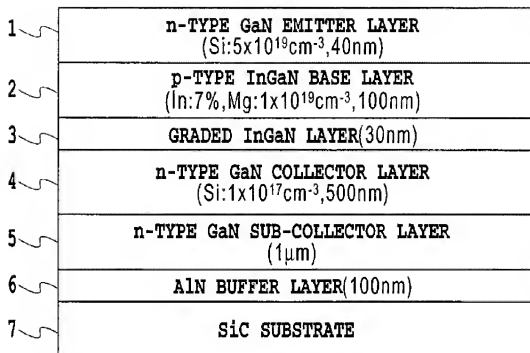 1
n-TYPE GaN EMITTER LAYER
(Si:5x10¹⁹cm⁻³,40nm)
2
p-TYPE InGaN BASE LAYER
(In:7%,Mg:1x10¹⁹cm⁻³,100nm)
3
GRADED InGaN LAYER(30nm)
4
n-TYPE GaN COLLECTOR LAYER
(Si:1x10¹⁷cm⁻³,500nm)
5
n-TYPE GaN SUB-COLLECTOR LAYER
(1μm)
6
AlN BUFFER LAYER(100nm)
7
SiC SUBSTRATE